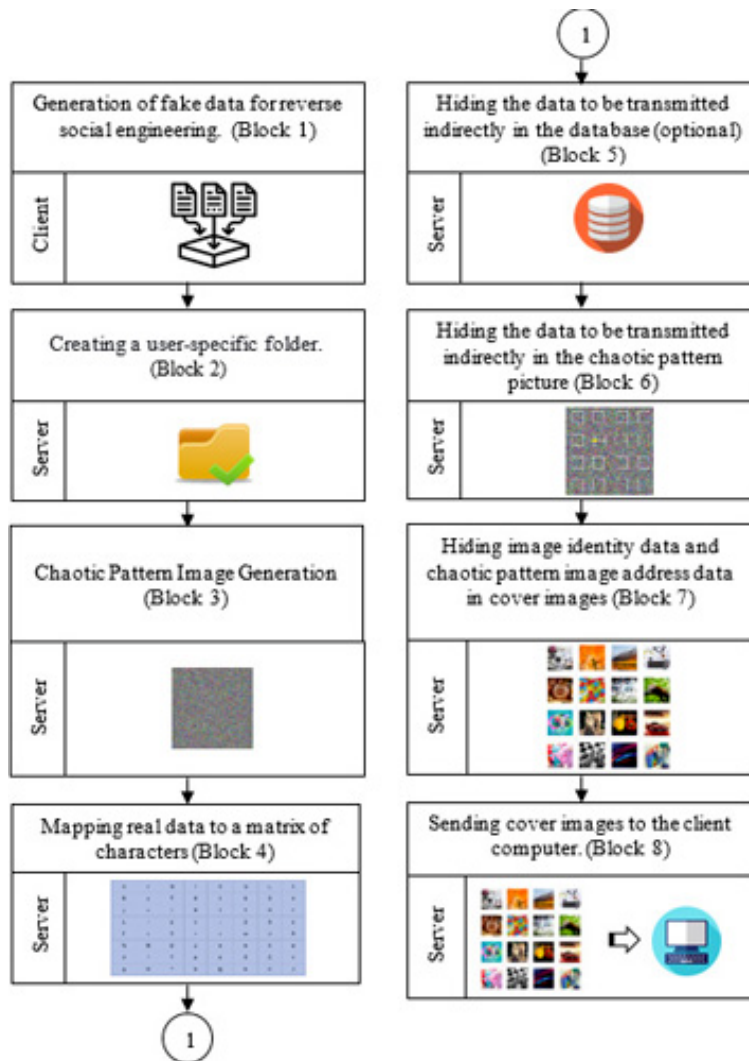 Generation of fake data for reverse
social engineering. (Block 1)
Client
Creating a user-specific folder.
(Block 2)
Server
Chaotic Pattern Image Generation
(Block 3)
Server
Mapping real data to a matrix of
characters (Block 4)
Server
1
1
Hiding the data to be transmitted
indirectly in the database (optional)
(Block 5)
Server
Hiding the data to be transmitted
indirectly in the chaotic pattern
picture (Block 6)
Server
Hiding image identity data and
chaotic pattern image address data
in cover images (Block 7)
Server
Sending cover images to the client
computer. (Block 8)
Server